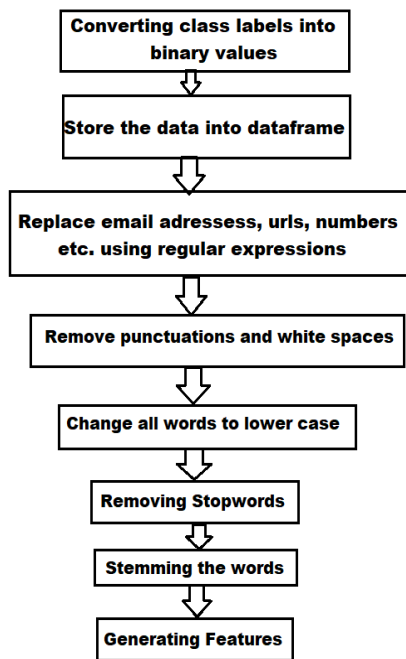 Converting class labels into
binary values
Store the data into dataframe
Replace email adressess, urls, numbers
etc. using regular expressions
Remove punctuations and white spaces
Change all words to lower case
Removing Stopwords
Stemming the words
Generating Features